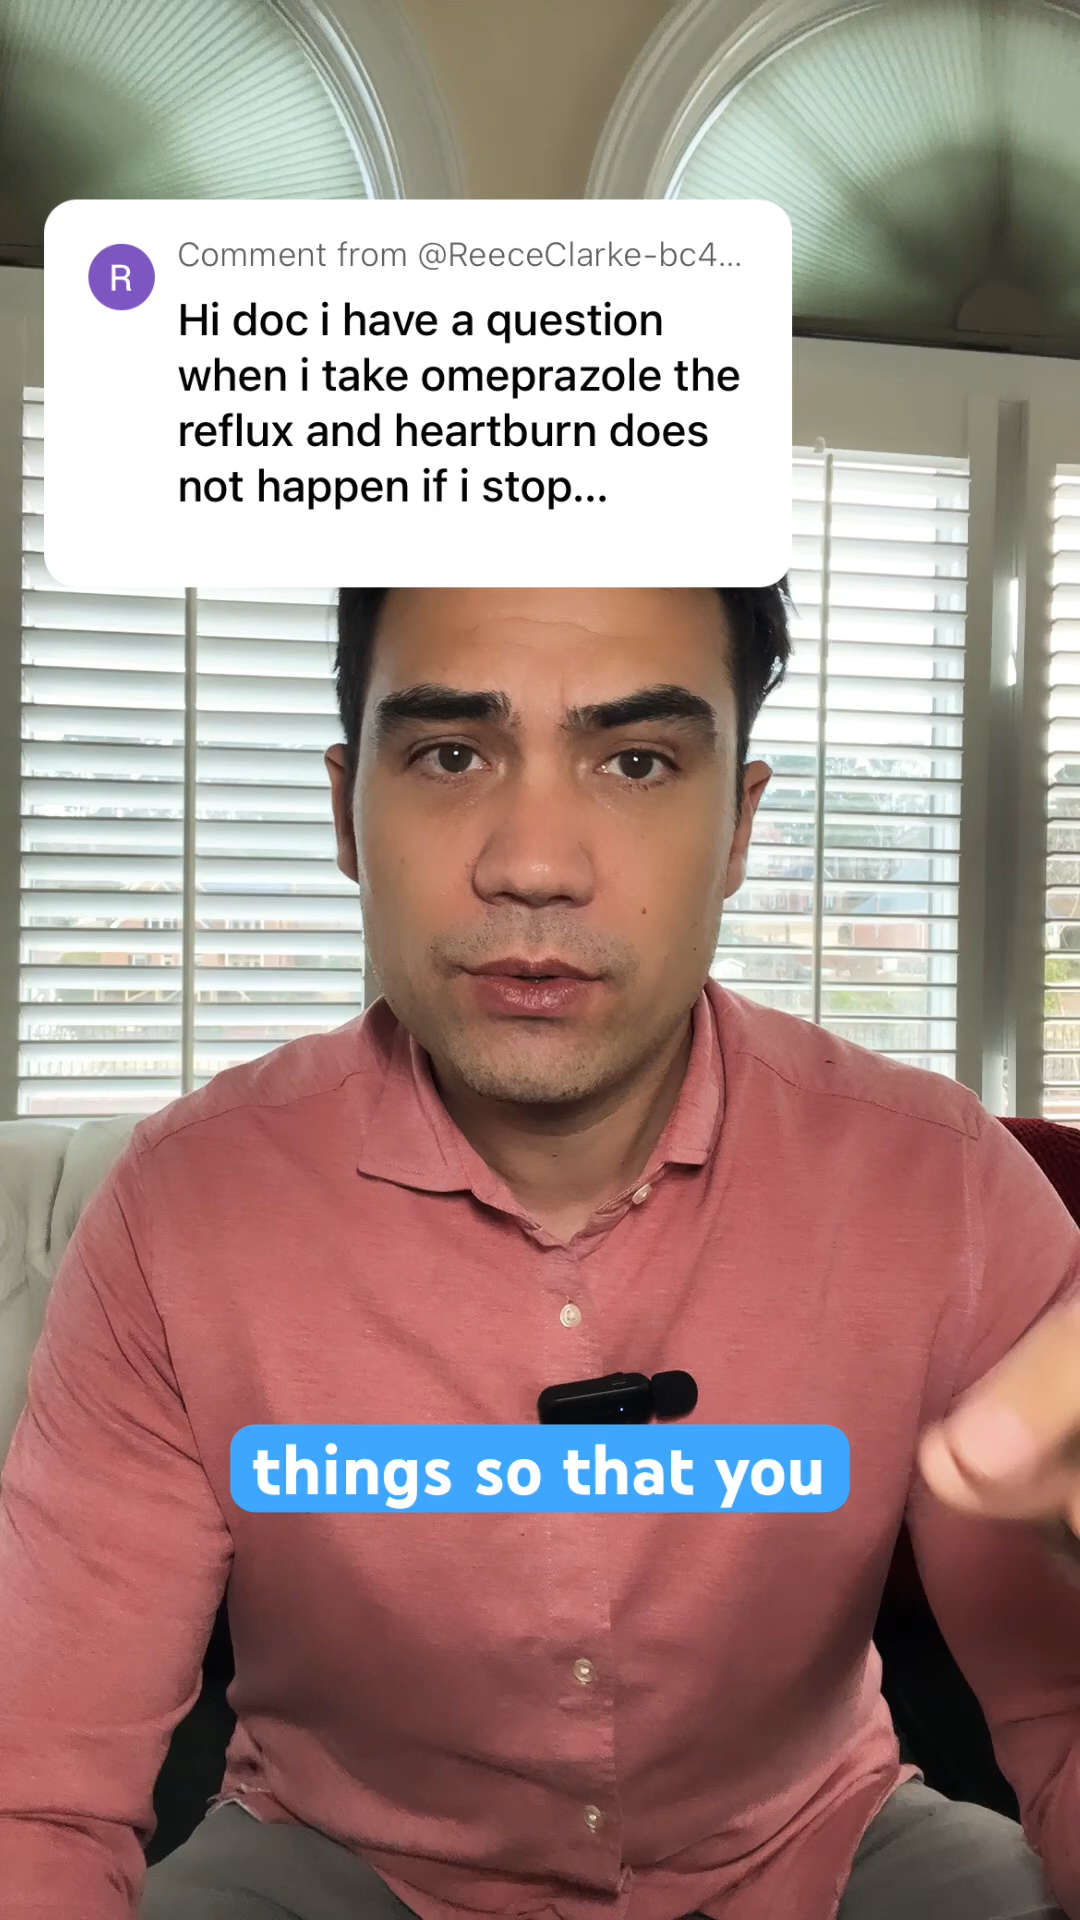 R
Comment from @ReeceClarke-bc4...
Hi doc i have a question
when i take omeprazole the
reflux and heartburn does
not happen if i stop...
things so that you